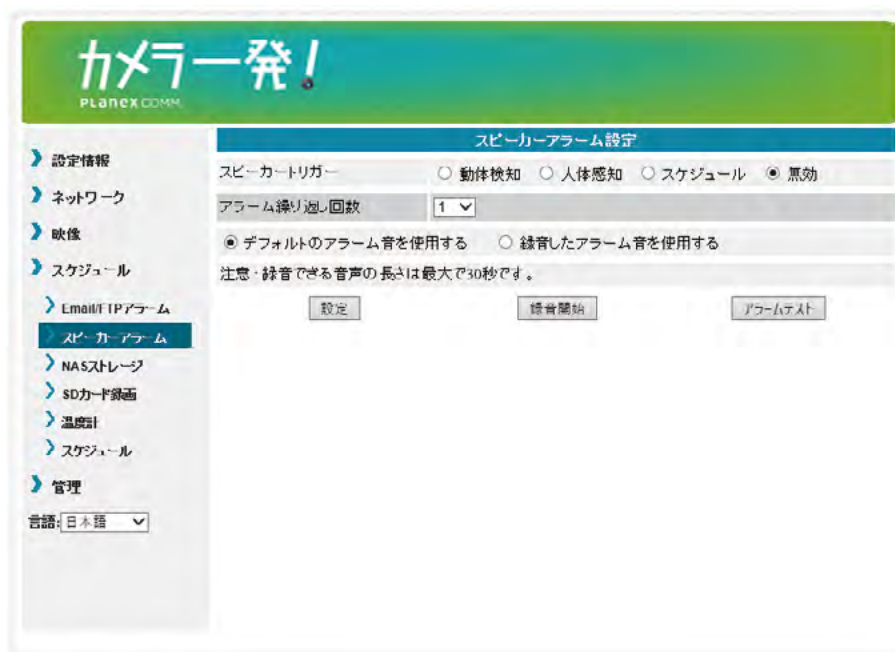 カメラ一発!
PLANEX COMM.
設定情報
ネットワーク
映像
スケジュール
Email/FTPアラーム
スピーカーアラーム
NASストレージ
SDカード録画
温度計
スケジュール
管理
言語: 日本語
スピーカーアラーム設定
スピーカートリガー 動体検知 人体感知 スケジュール 無効
アラーム繰り返し回数 1
デフォルトのアラーム音を使用する 録音したアラーム音を使用する
注意・録音できる音声の長さは最大で30秒です。
設定 録音開始 アラームテスト